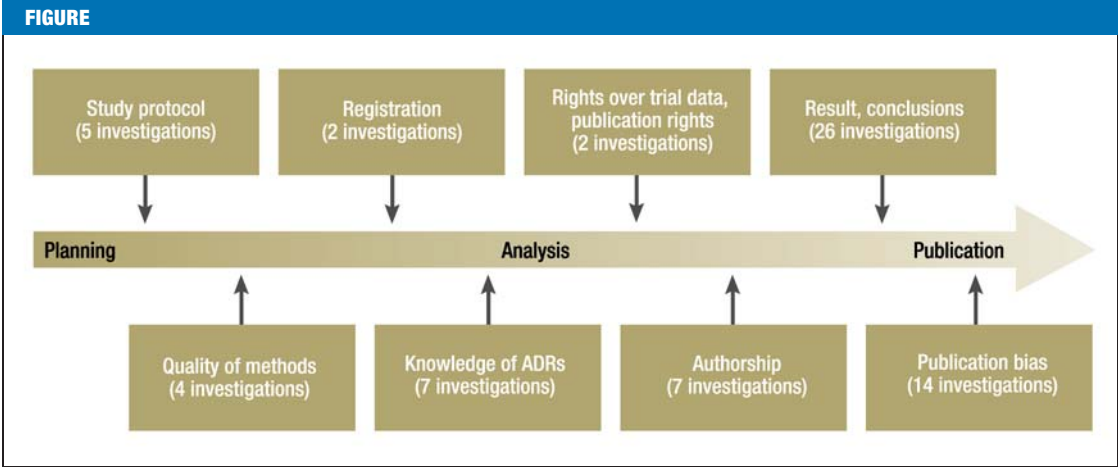 FIGURE
Study protocol
(5 investigations)
Registration
(2 investigations)
Rights over trial data,
publication rights
(2 investigations)
Result, conclusions
(26 investigations)
Planning
Analysis
Publication
Quality of methods
(4 investigations)
Knowledge of ADRs
(7 investigations)
Authorship
(7 investigations)
Publication bias
(14 investigations)